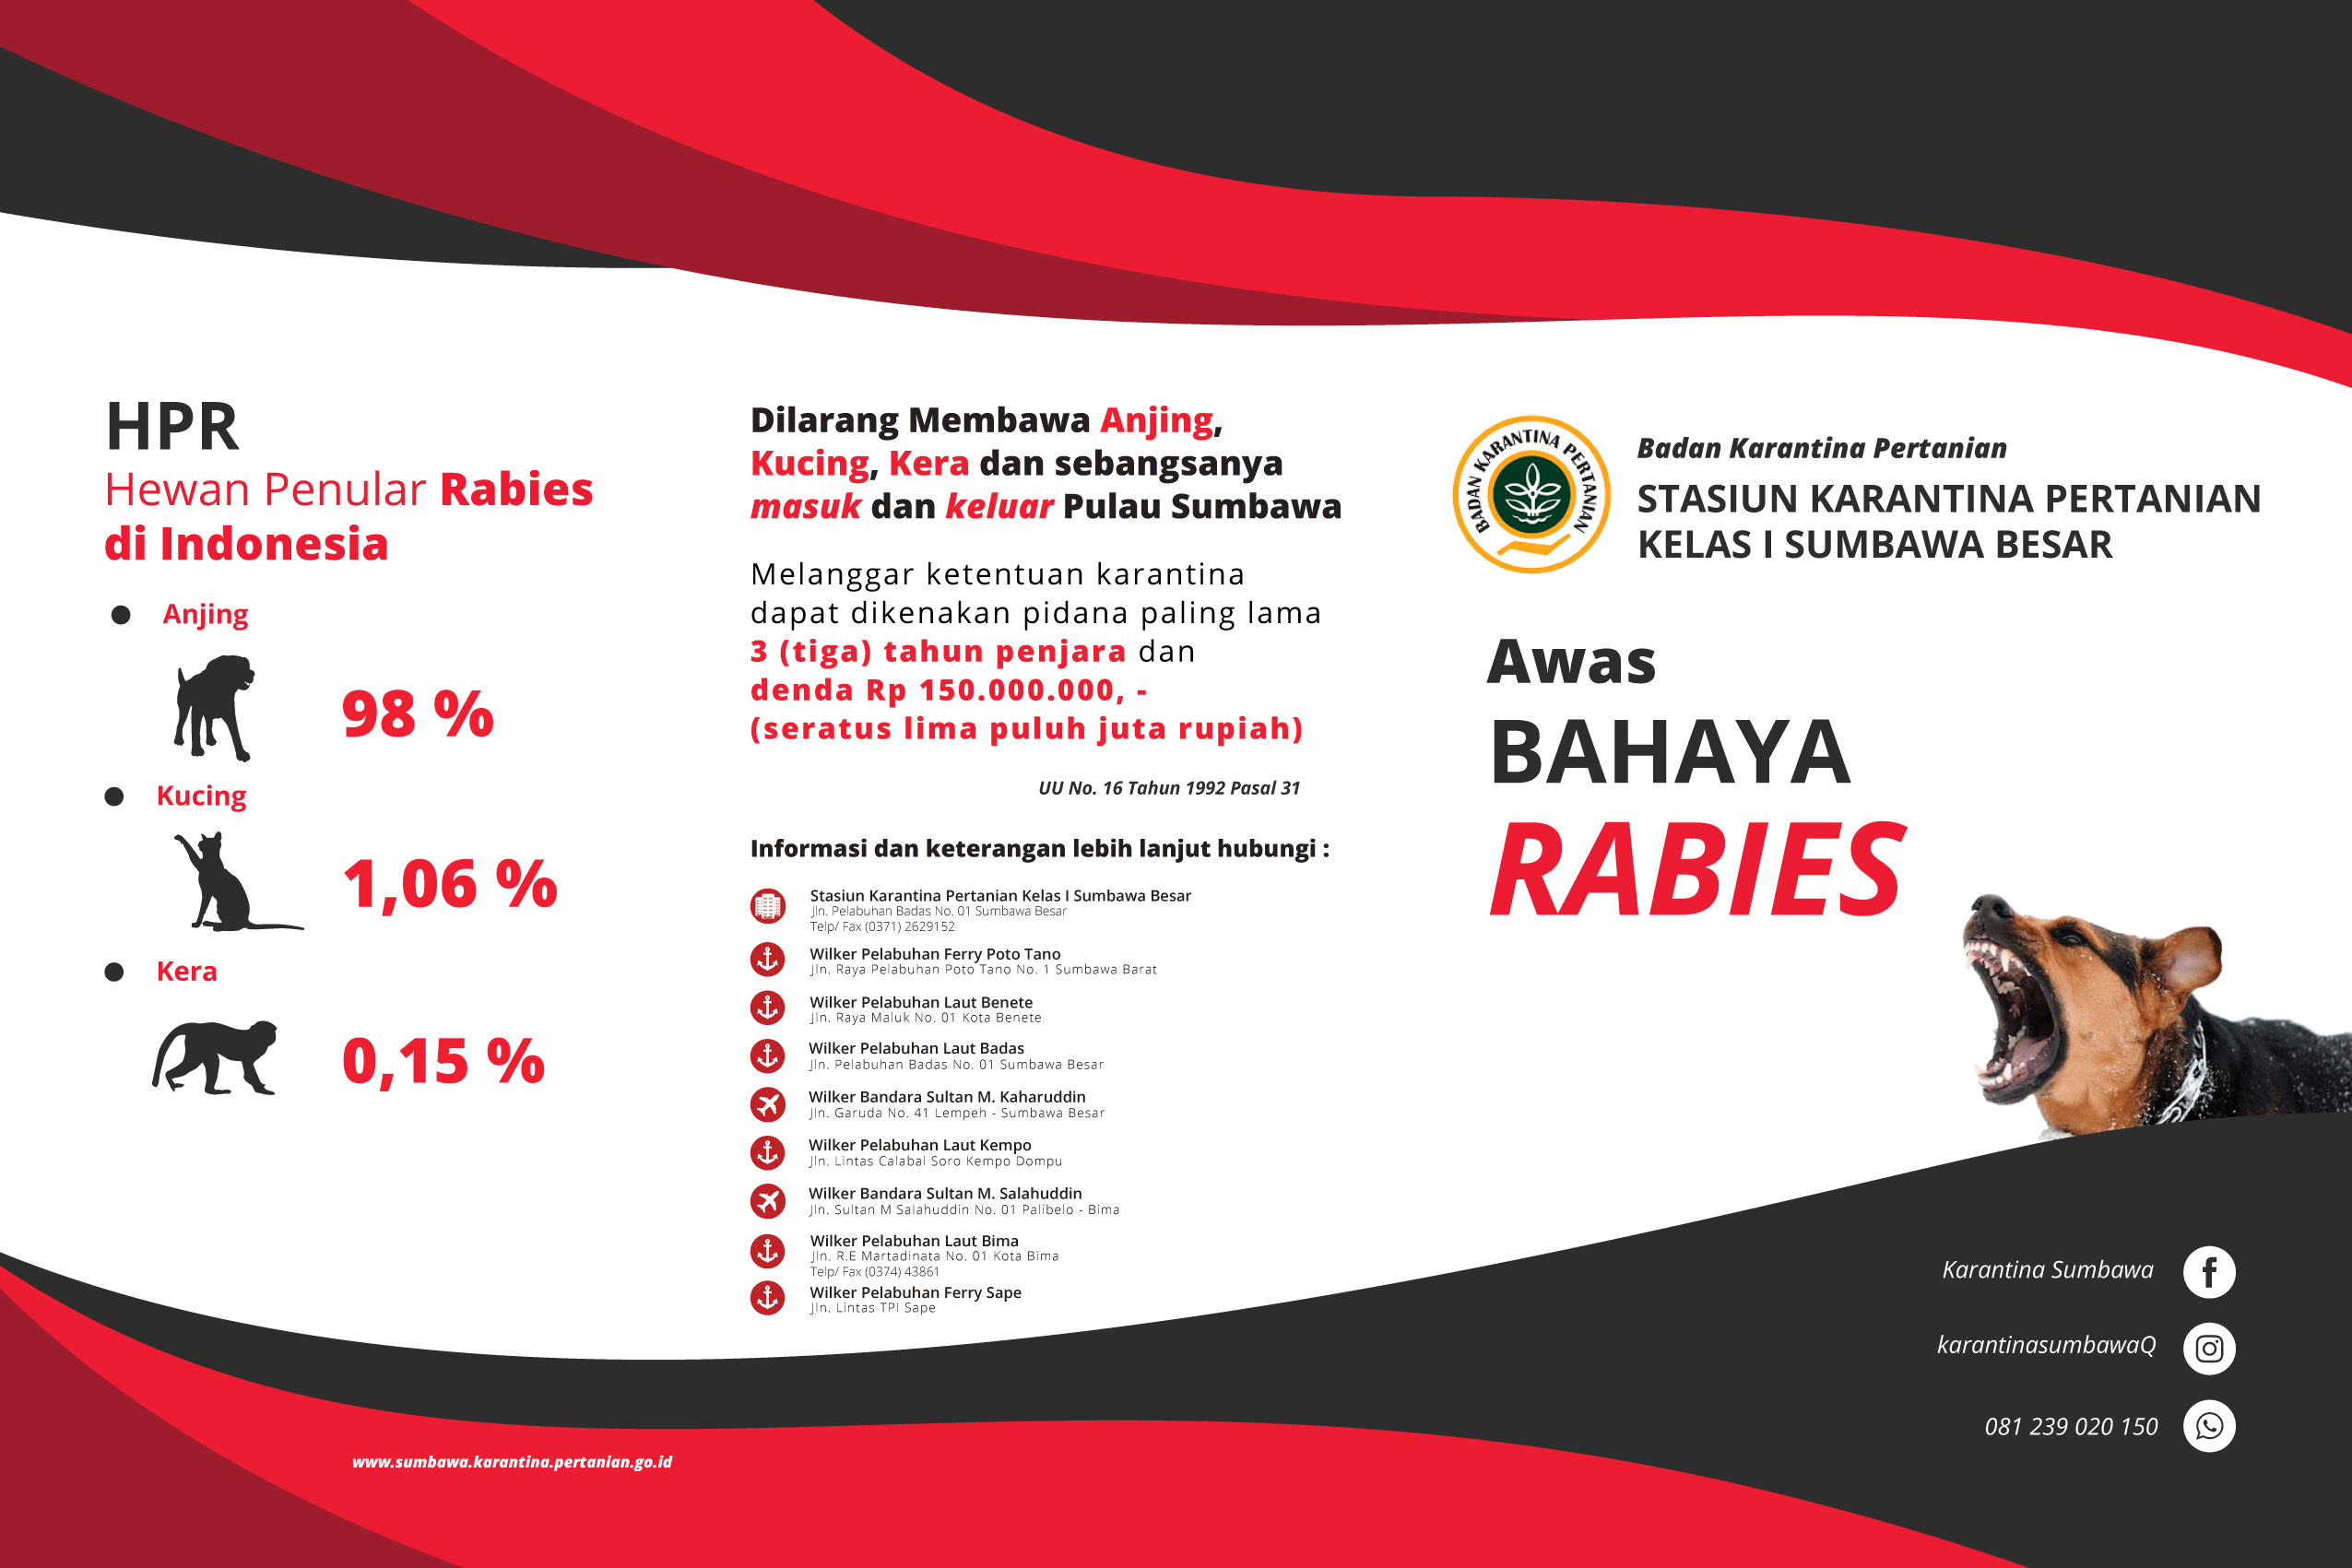 HPR
Hewan Penular Rabies
di Indonesia
Anjing
98 %
Kucing
1,06 %
Kera
0,15 %
www.sumbawa.karantina.pertanian.go.id
Dilarang Membawa Anjing,
Kucing, Kera dan sebangsanya
masuk dan keluar Pulau Sumbawa
Melanggar ketentuan karantina
dapat dikenakan pidana paling lama
3 (tiga) tahun penjara dan
denda Rp 150.000.000, -
(seratus lima puluh juta rupiah)
UU No. 16 Tahun 1992 Pasal 31
Informasi dan keterangan lebih lanjut hubungi :
Stasiun Karantina Pertanian Kelas I Sumbawa Besar
Jln. Pelabuhan Badas No. 01 Sumbawa Besar
Telp/ Fax (0371) 2629152
Wilker Pelabuhan Ferry Poto Tano
Jln. Raya Pelabuhan Poto Tano No. 1 Sumbawa Barat
Wilker Pelabuhan Laut Benete
Jln. Raya Maluk No. 01 Kota Benete
Wilker Pelabuhan Laut Badas
Jln. Pelabuhan Badas No. 01 Sumbawa Besar
Wilker Bandara Sultan M. Kaharuddin
Jln. Garuda No. 41 Lempeh - Sumbawa Besar
Wilker Pelabuhan Laut Kempo
Jln. Lintas Calabai Soro Kempo Dompu
Wilker Bandara Sultan M. Salahuddin
Jln. Sultan M Salahuddin No. 01 Palibelo - Bima
Wilker Pelabuhan Laut Bima
Jln. R.E Martadinata No. 01 Kota Bima
Telp/ Fax (0374) 43861
Wilker Pelabuhan Ferry Sape
Jln. Lintas TPI Sape
BADAN KARANTINA PERTANIAN
Badan Karantina Pertanian
STASIUN KARANTINA PERTANIAN
KELAS I SUMBAWA BESAR
Awas
BAHAYA
RABIES
Karantina Sumbawa
karantinasumbawaQ
081 239 020 150